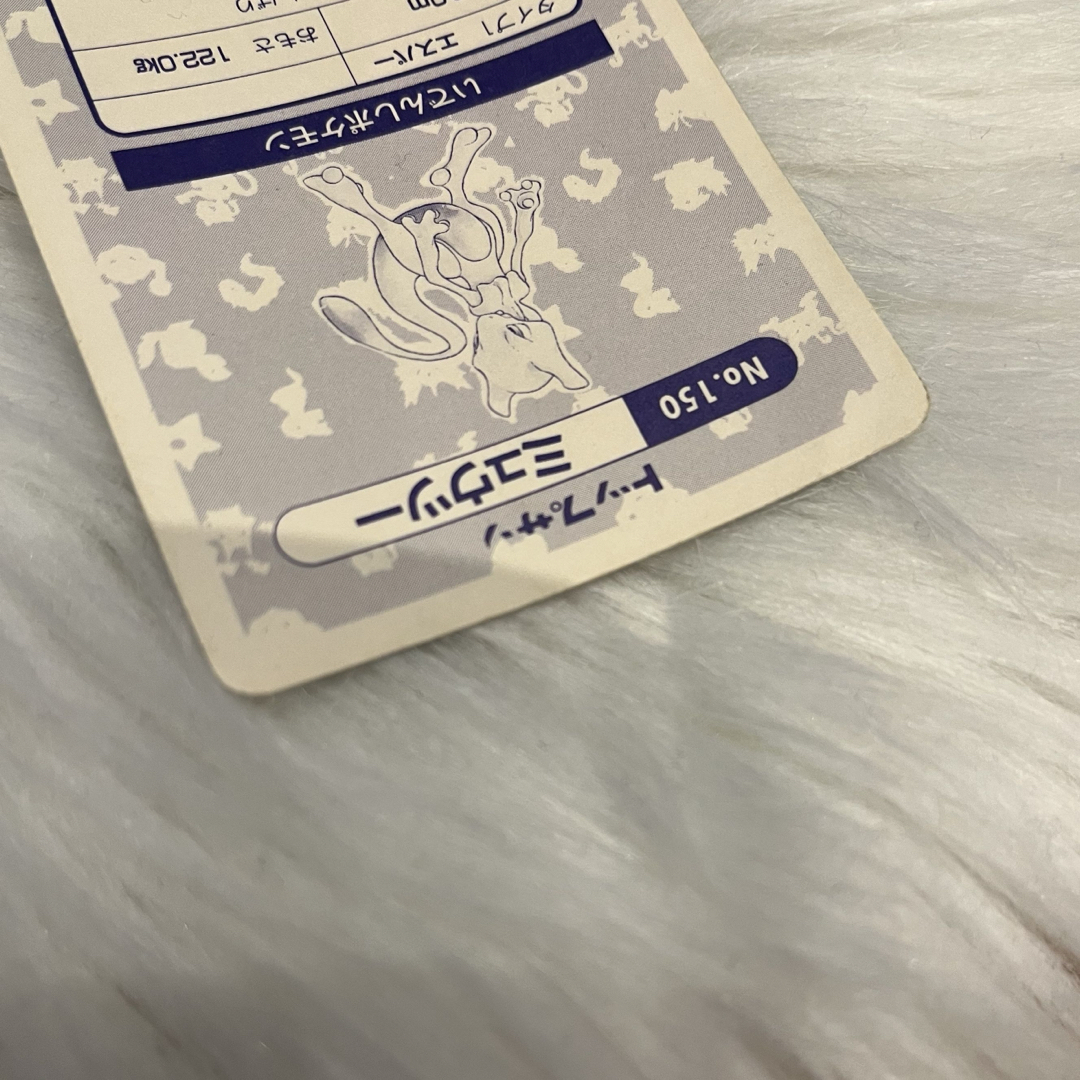 トップサン
No.150 ミュウツー
いでんしポケモン
タイプ1 エスパー
おもさ 122.0kg